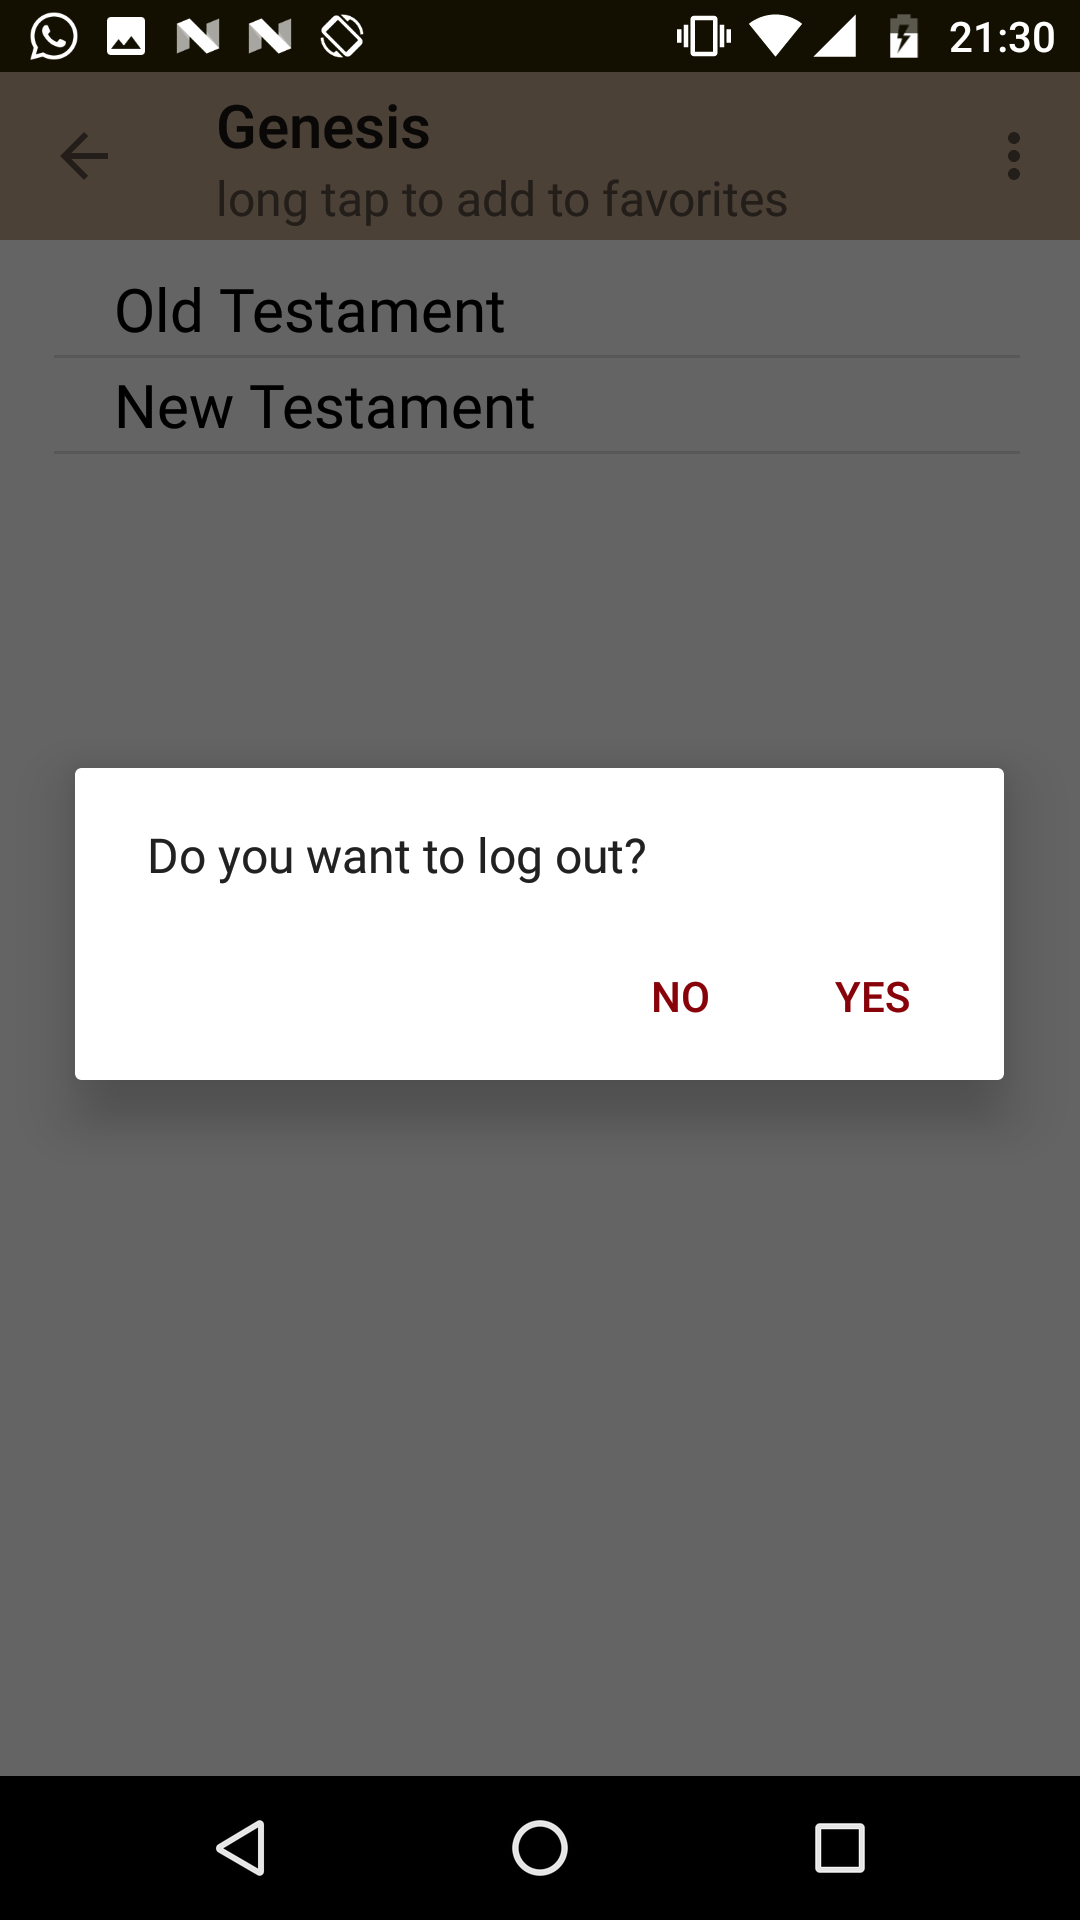 21:30
Genesis
long tap to add to favorites
Old Testament
New Testament
Do you want to log out?
NO YES